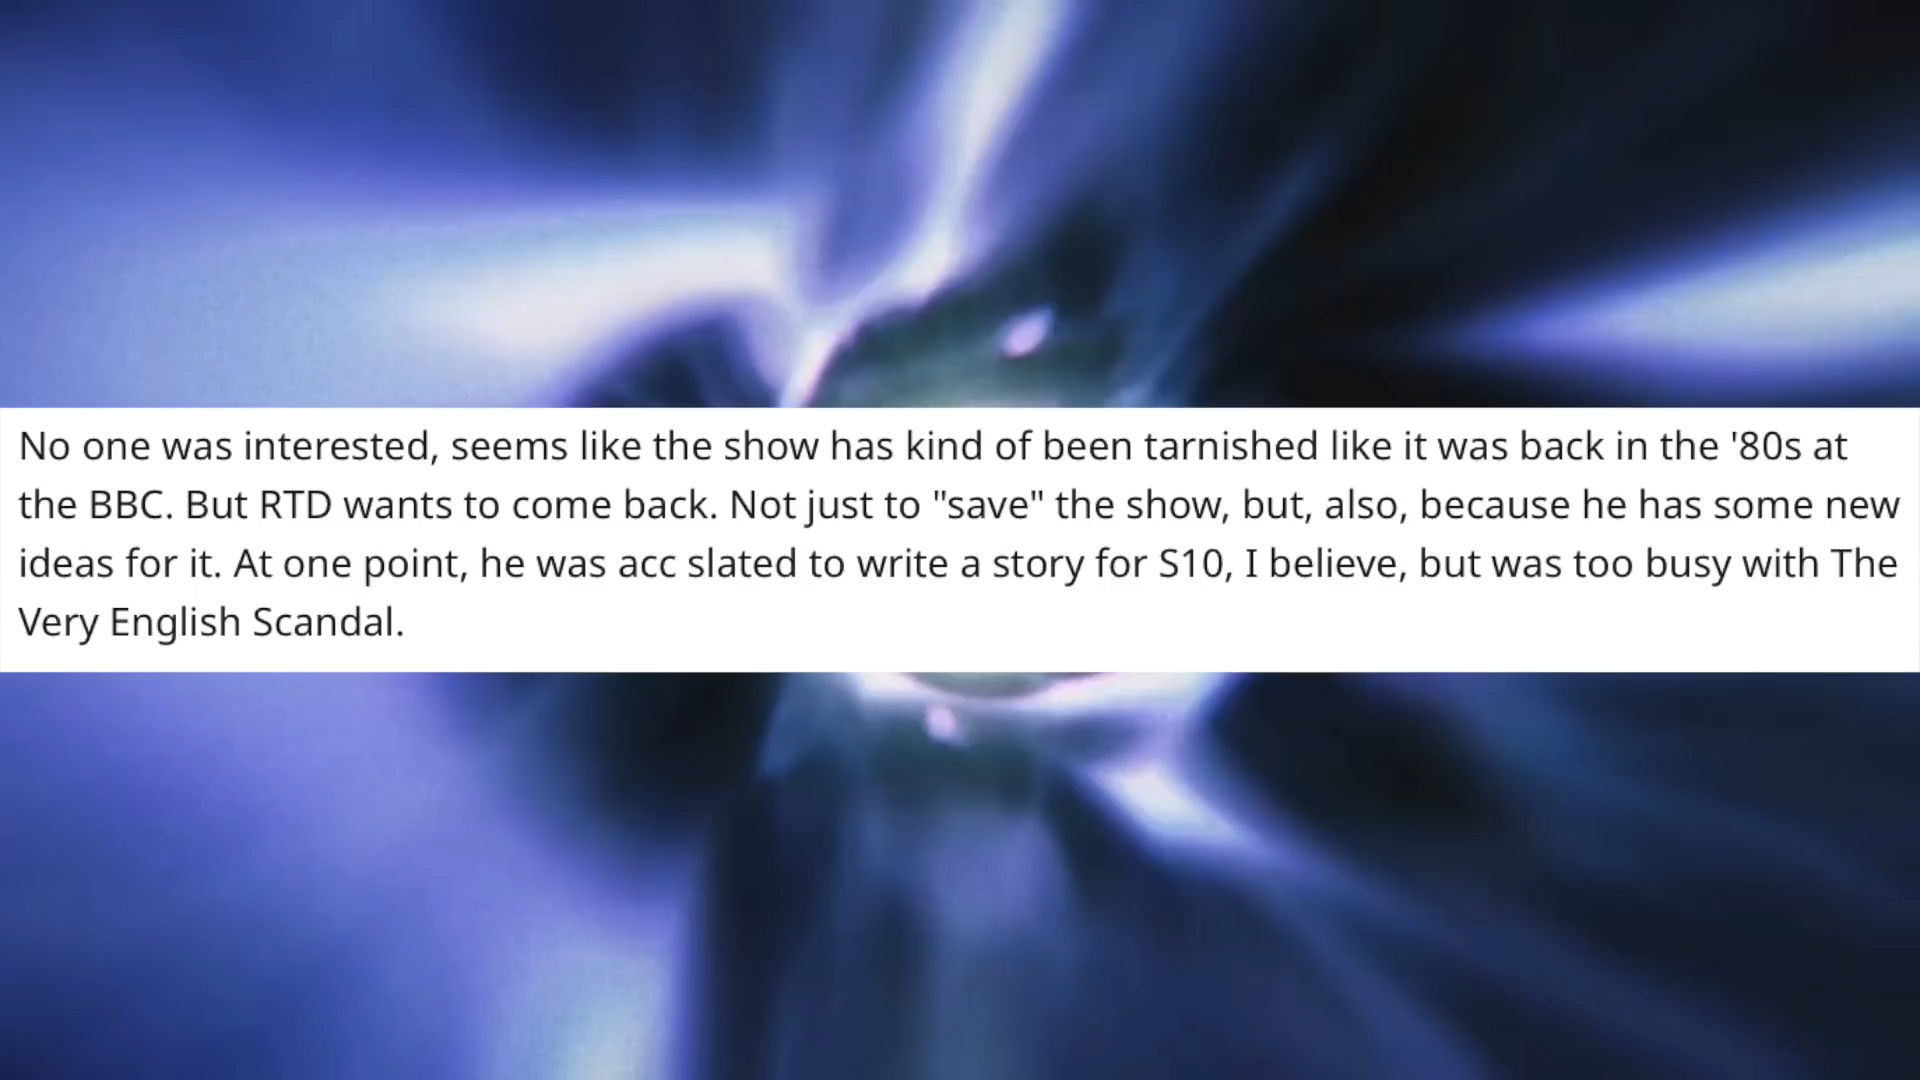 No one was interested, seems like the show has kind of been tarnished like it was back in the '80s at
the BBC. But RTD wants to come back. Not just to "save" the show, but, also, because he has some new
ideas for it. At one point, he was acc slated to write a story for S10, I believe, but was too busy with The
Very English Scandal.